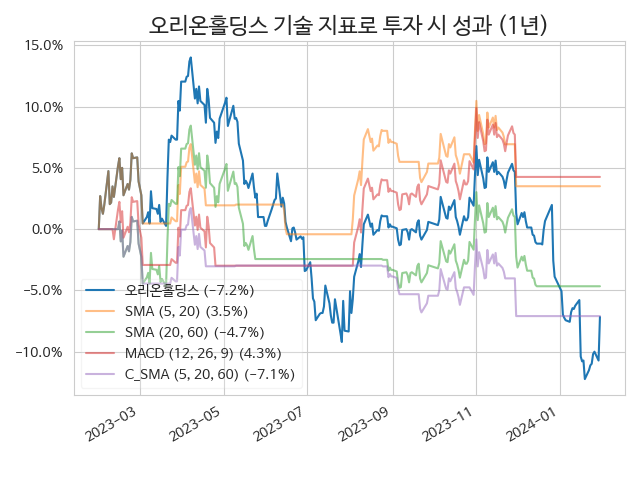 오리온홀딩스 기술 지표로 투자 시 성과 (1년)
15.0%
10.0%
5.0%
0.0%
−5.0%
−10.0%
오리온홀딩스 (−7.2%)
SMA (5, 20) (3.5%)
SMA (20, 60) (−4.7%)
MACD (12, 26, 9) (4.3%)
C_SMA (5, 20, 60) (−7.1%)
2023−03
2023−05
2023−07
2023−09
2023−11
2024−01